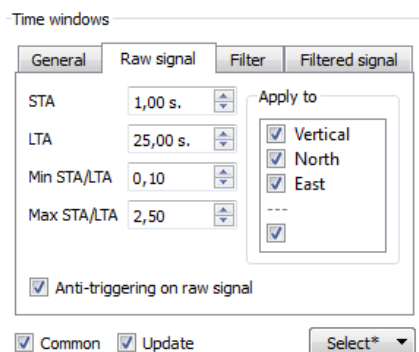 Time windows
General Raw signal Filter Filtered signal
STA 1,00 s. Apply to
LTA 25,00 s. Vertical
North
Min STA/LTA 0,10 East
---
Max STA/LTA 2,50
Anti-triggering on raw signal
Common Update Select*